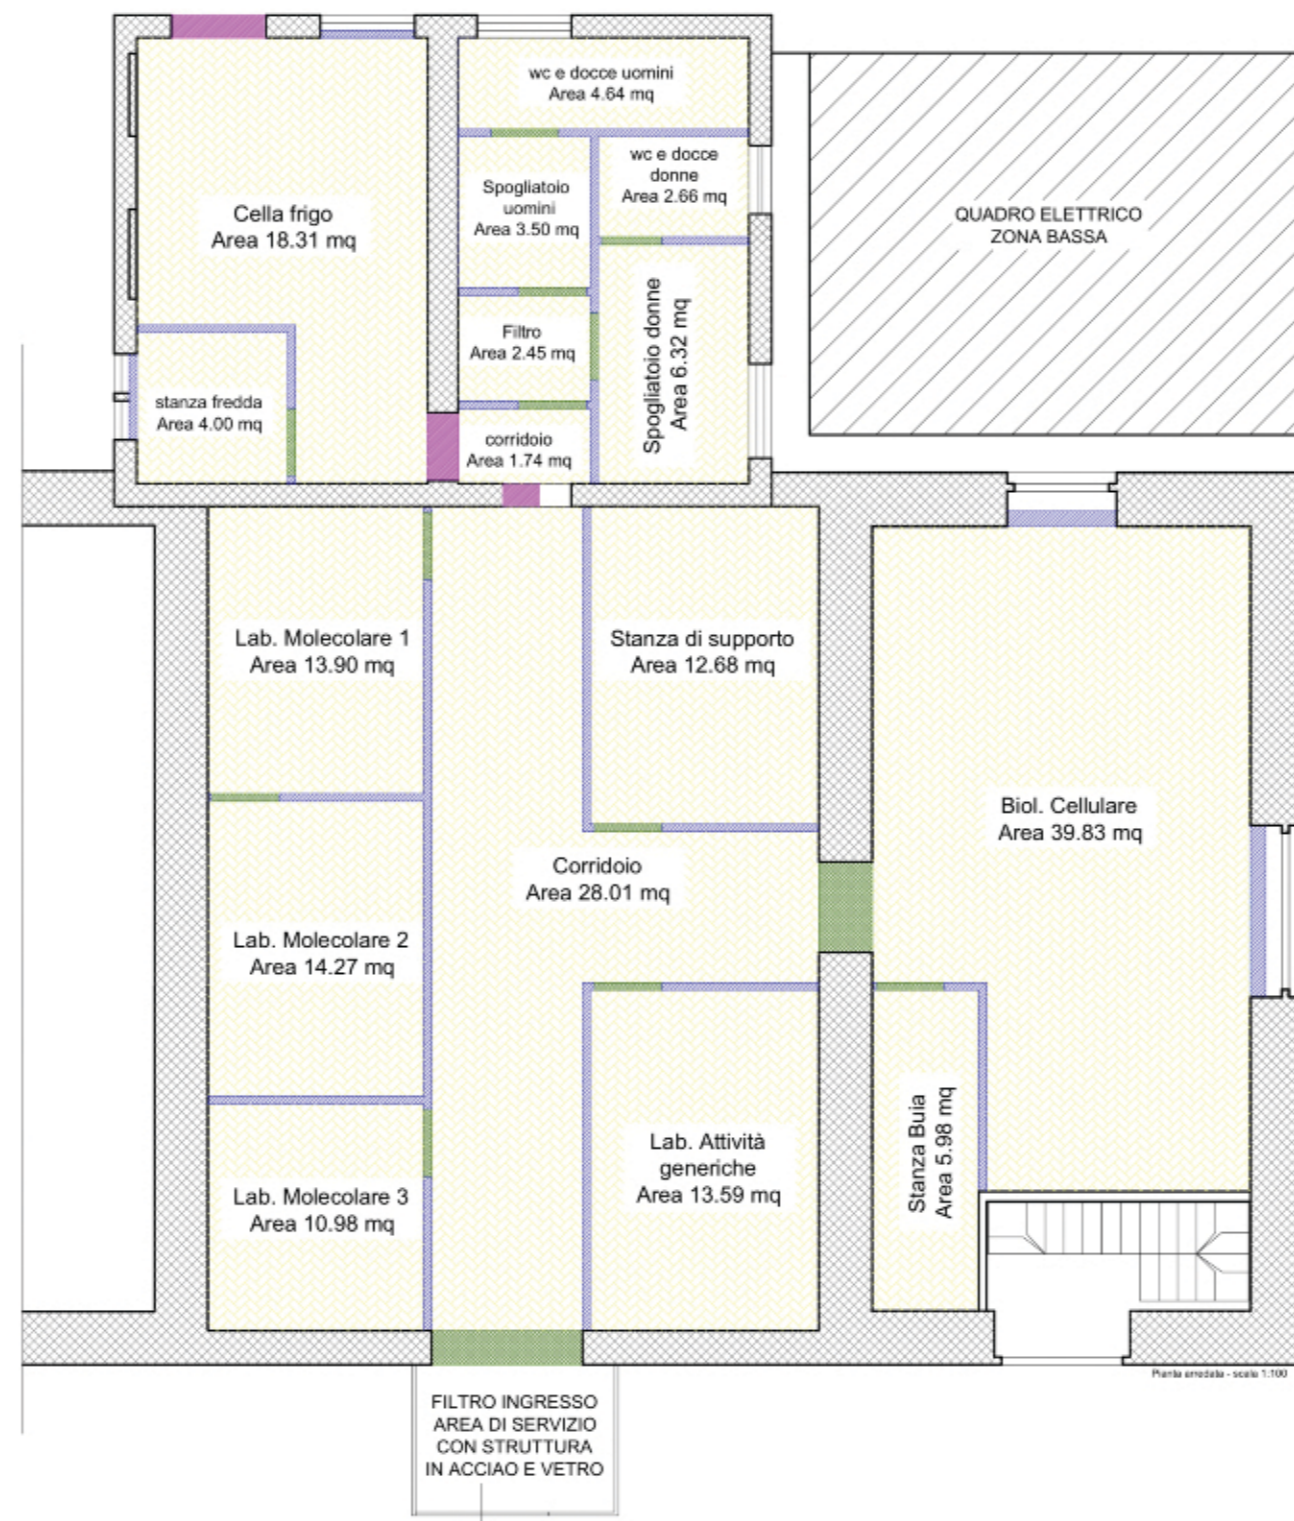 wc e docce uomini
Area 4.64 mq
wc e docce
donne
Area 2.66 mq
Spogliatoio
uomini
Area 3.50 mq
Cella frigo
Area 18.31 mq
QUADRO ELETTRICO
ZONA BASSA
Filtro
Area 2.45 mq
Spogliatoio donne
Area 6.32 mq
stanza fredda
Area 4.00 mq
corridoio
Area 1.74 mq
Lab. Molecolare 1
Area 13.90 mq
Stanza di supporto
Area 12.68 mq
Biol. Cellulare
Area 39.83 mq
Corridoio
Area 28.01 mq
Lab. Molecolare 2
Area 14.27 mq
Lab. Attività
generiche
Area 13.59 mq
Stanza Buia
Area 5.98 mq
Lab. Molecolare 3
Area 10.98 mq
Pianta arredata - scala 1:100
FILTRO INGRESSO
AREA DI SERVIZIO
CON STRUTTURA
IN ACCIAO E VETRO